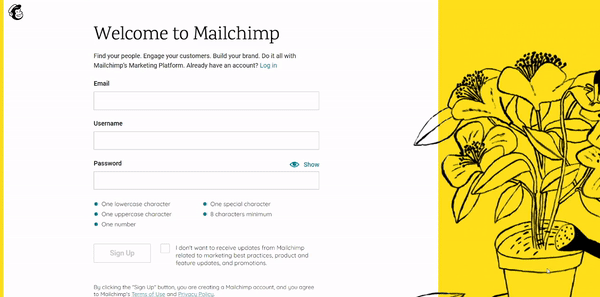 Welcome to Mailchimp
Find your people. Engage your customers. Build your brand. Do it all with
Mailchimp's Marketing Platform. Already have an account? Log in
Email
Username
Password
Show
One lowercase character
One special character
One uppercase character
8 characters minimum
One number
Sign Up
I don't want to receive updates from Mailchimp
related to marketing best practices, product and
feature updates, and promotions.
By clicking the "Sign Up" button, you are creating a Mailchimp account, and you agree
to Mailchimp's Terms of Use and Privacy Policy.